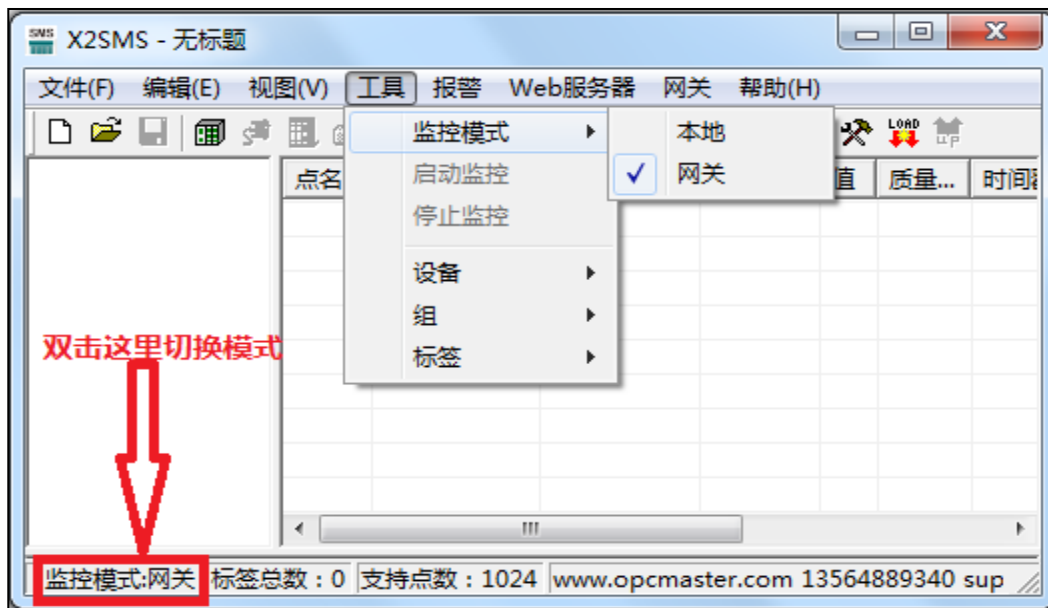 SMS X2SMS - 无标题
文件(F) 编辑(E) 视图(V) 工具 报警 Web服务器 网关 帮助(H)
LOAD UP
监控模式 本地
点名 启动监控 网关 值 质量... 时间
停止监控
设备
组
双击这里切换模式 标签
监控模式:网关 标签总数：0 支持点数：1024 www.opcmaster.com 13564889340 sup